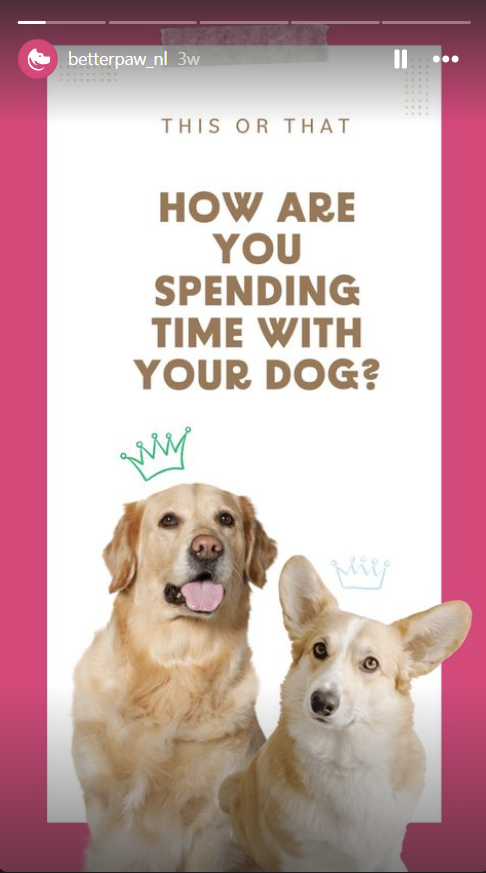 betterpaw_nl 3w
THIS OR THAT
HOW ARE
YOU
SPENDING
TIME WITH
YOUR DOG?